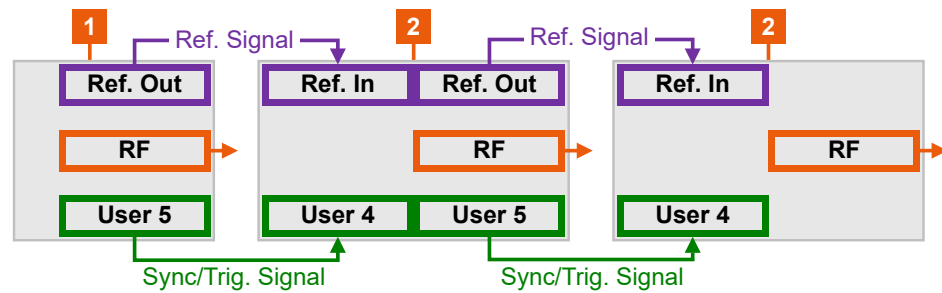 1
Ref. Signal
2
Ref. Signal
2
Ref. Out
Ref. In
Ref. Out
Ref. In
RF
RF
RF
User 5
User 4
User 5
User 4
Sync/Trig. Signal
Sync/Trig. Signal